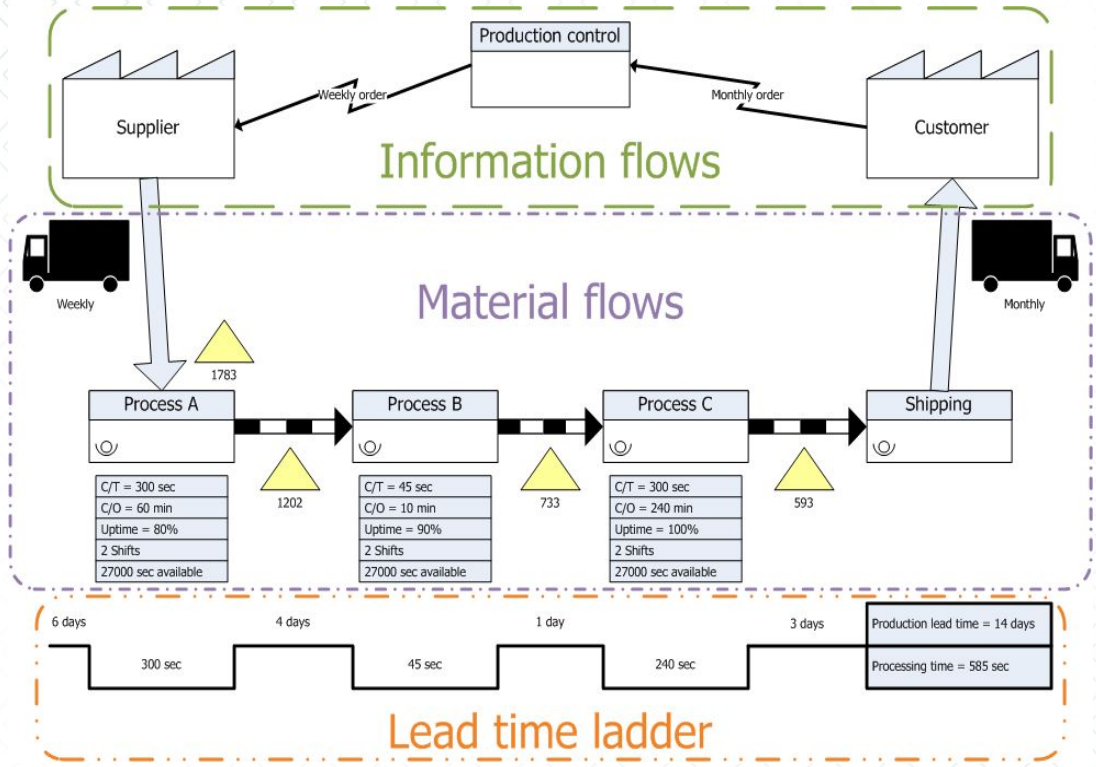 Production control
Supplier
Weekly order
Monthly order
Customer
Information flows
Weekly
Material flows
Monthly
1783
Process A
Process B
Process C
Shipping
1202
733
593
C/T = 300 sec
C/O = 60 min
Uptime = 80%
2 Shifts
27000 sec available
C/T = 45 sec
C/O = 10 min
Uptime = 90%
2 Shifts
27000 sec available
C/T = 300 sec
C/O = 240 min
Uptime = 100%
2 Shifts
27000 sec available
6 days
4 days
1 day
3 days
Production lead time = 14 days
300 sec
45 sec
240 sec
Processing time = 585 sec
Lead time ladder